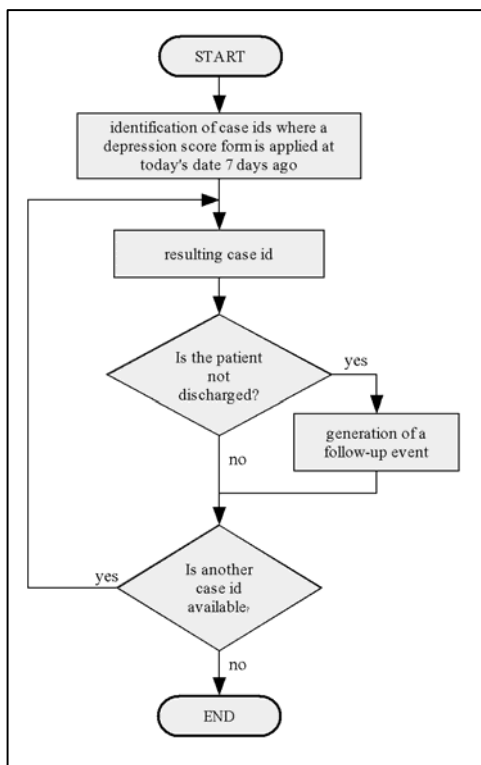 START
identification of case ids where a
depression score form is applied at
today's date 7 days ago
resulting case id
Is the patient
not
discharged?
yes
generation of a
follow-up event
no
Is another
case id
available?
yes
no
END